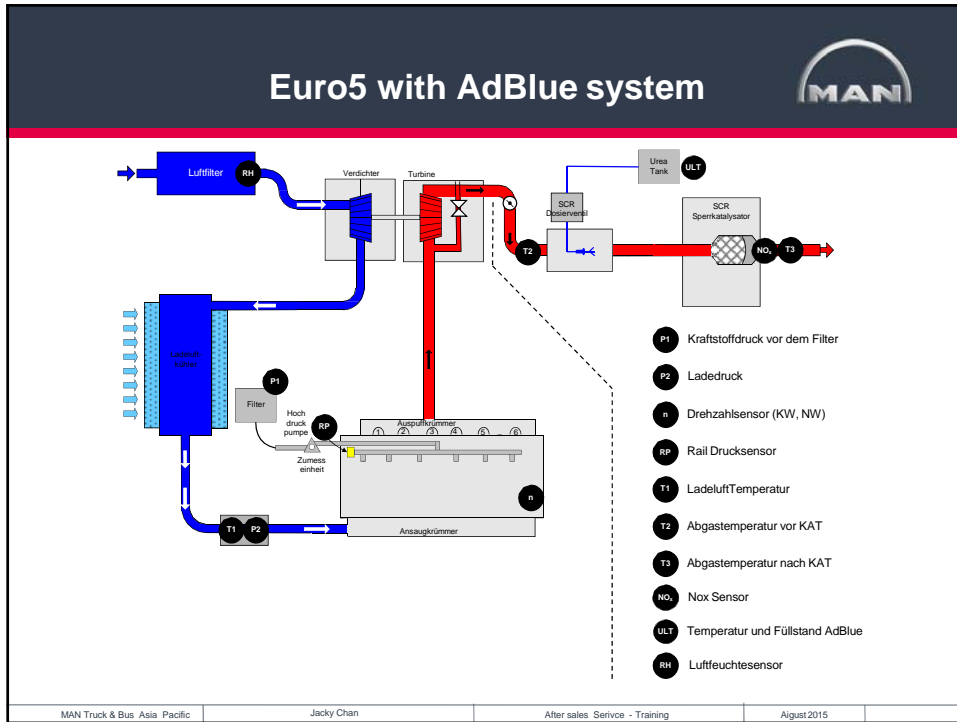 Euro5 with AdBlue system
MAN
Luftfilter
RH
Verdichter
Turbine
Urea
Tank
ULT
SCR
Dosierventil
SCR
Sperrkatalysator
T2
NOx
T3
P1
Filter
Hoch
druck
pumpe
RP
Zumess
einheit
Auspuffkrümmer
1 2 3 4 5 6
n
T1 P2
Ansaugkrümmer
P1 Kraftstoffdruck vor dem Filter
P2 Ladedruck
n Drehzahlsensor (KW, NW)
RP Rail Drucksensor
T1 LadeluftTemperatur
T2 Abgastemperatur vor KAT
T3 Abgastemperatur nach KAT
NOx Nox Sensor
ULT Temperatur und Füllstand AdBlue
RH Luftfeuchtesensor
MAN Truck & Bus Asia Pacific
Jacky Chan
After sales Serivce - Training
Aigust 2015